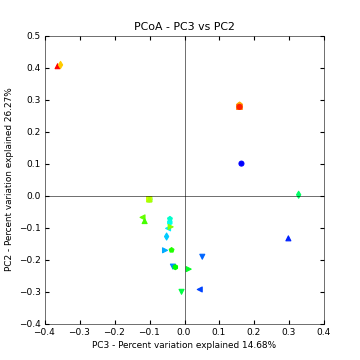 PCoA - PC3 vs PC2
0.5
0.4
0.3
0.2
0.1
0.0
−0.1
−0.2
−0.3
−0.4
PC2 - Percent variation explained 26.27%
−0.4 −0.3 −0.2 −0.1 0.0 0.1 0.2 0.3 0.4
PC3 - Percent variation explained 14.68%